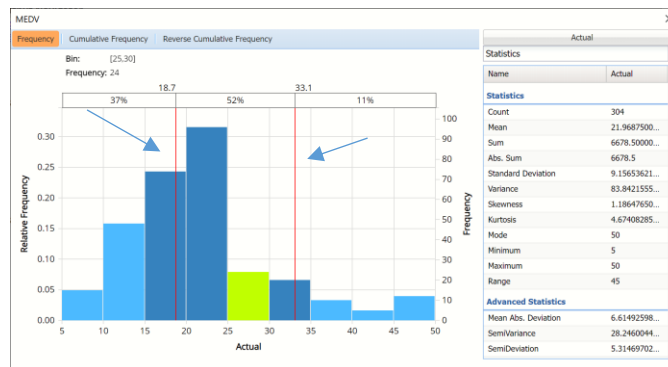 MEDV
Frequency Cumulative Frequency Reverse Cumulative Frequency
Bin: [25,30]
Frequency: 24
18.7 33.1
37% 52% 11%
Relative Frequency
0.30
0.25
0.20
0.15
0.10
0.05
0.00
100
90
80
70
60
50
40
30
20
10
0
Frequency
5 10 15 20 25 30 35 40 45 50
Actual
Actual
Statistics
Name Actual
Statistics
Count 304
Mean 21.9687500...
Sum 6678.50000...
Abs. Sum 6678.5
Standard Deviation 9.15653621...
Variance 83.8421555...
Skewness 1.18647650...
Kurtosis 4.67408285...
Mode 50
Minimum 5
Maximum 50
Range 45
Advanced Statistics
Mean Abs. Deviation 6.61492598...
SemiVariance 28.2460044...
SemiDeviation 5.31469702...